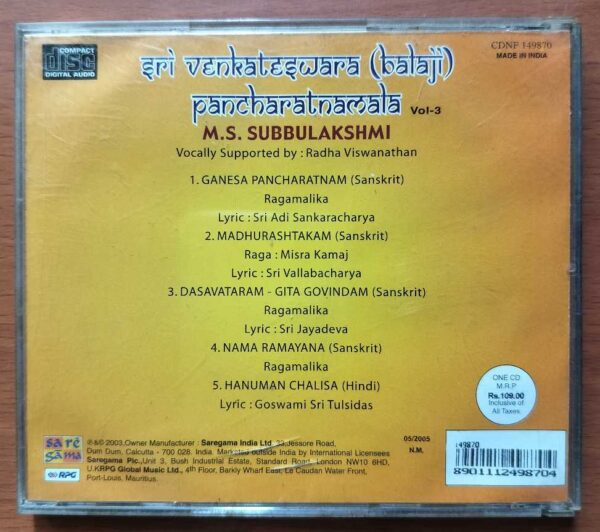 COMPACT
disc
DIGITAL AUDIO
CDNF 149870
MADE IN INDIA
sri venkateswara (balaji)
pancharatnamala Vol-3
M.S. SUBBULAKSHMI
Vocally Supported by : Radha Viswanathan
1. GANESA PANCHARATNAM (Sanskrit)
Ragamalika
Lyric : Sri Adi Sankaracharya
2. MADHURASHTAKAM (Sanskrit)
Raga : Misra Kamaj
Lyric : Sri Vallabacharya
3. DASAVATARAM - GITA GOVINDAM (Sanskrit)
Ragamalika
Lyric : Sri Jayadeva
4. NAMA RAMAYANA (Sanskrit)
Ragamalika
5. HANUMAN CHALISA (Hindi)
Lyric : Goswami Sri Tulsidas
ONE CD
M.R.P
Rs.109.00
Inclusive of
All Taxes.
sa re
ga ma
RPG
℗&© 2003,Owner Manufacturer : Saregama India Ltd. 33,Jessore Road,
Dum Dum, Calcutta - 700 028. India. Marketed outside India by International Licensees
Saregama Plc.,Unit 3, Bush Industrial Estate, Standard Road, London NW10 6HD,
U.K/RPG Global Music Ltd., 4th Floor, Barkly Wharf East, Le Caudan Water Front,
Port-Louis, Mauritius.
05/2005
N.M.
149870
8901112498704